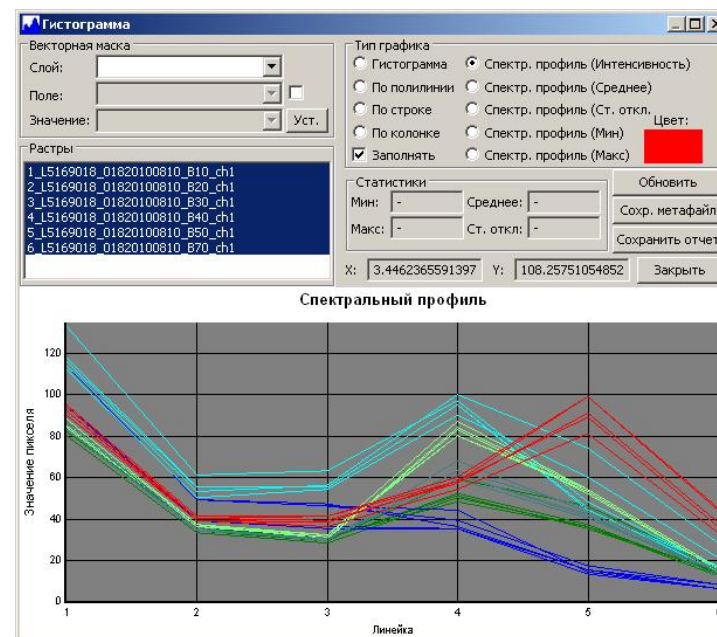 Гистограмма
Векторная маска
Слой:
Поле:
Значение:
Уст.
Растры
1_L5169018_01820100810_B10_ch1
2_L5169018_01820100810_B20_ch1
3_L5169018_01820100810_B30_ch1
4_L5169018_01820100810_B40_ch1
5_L5169018_01820100810_B50_ch1
6_L5169018_01820100810_B70_ch1
Тип графика
Гистограмма Спектр. профиль (Интенсивность)
По полилинии Спектр. профиль (Среднее)
По строке Спектр. профиль (Ст. откл.
По колонке Спектр. профиль (Мин)
Заполнять Спектр. профиль (Макс)
Цвет:
Статистики
Мин: - Среднее: -
Макс: - Ст. откл: -
Обновить
Сохр. метафайл
Сохранить отчет
X: 3.4462365591397 Y: 108.25751054852 Закрыть
Спектральный профиль
Значение пикселя
120
100
80
60
40
20
0
1 2 3 4 5
Линейка